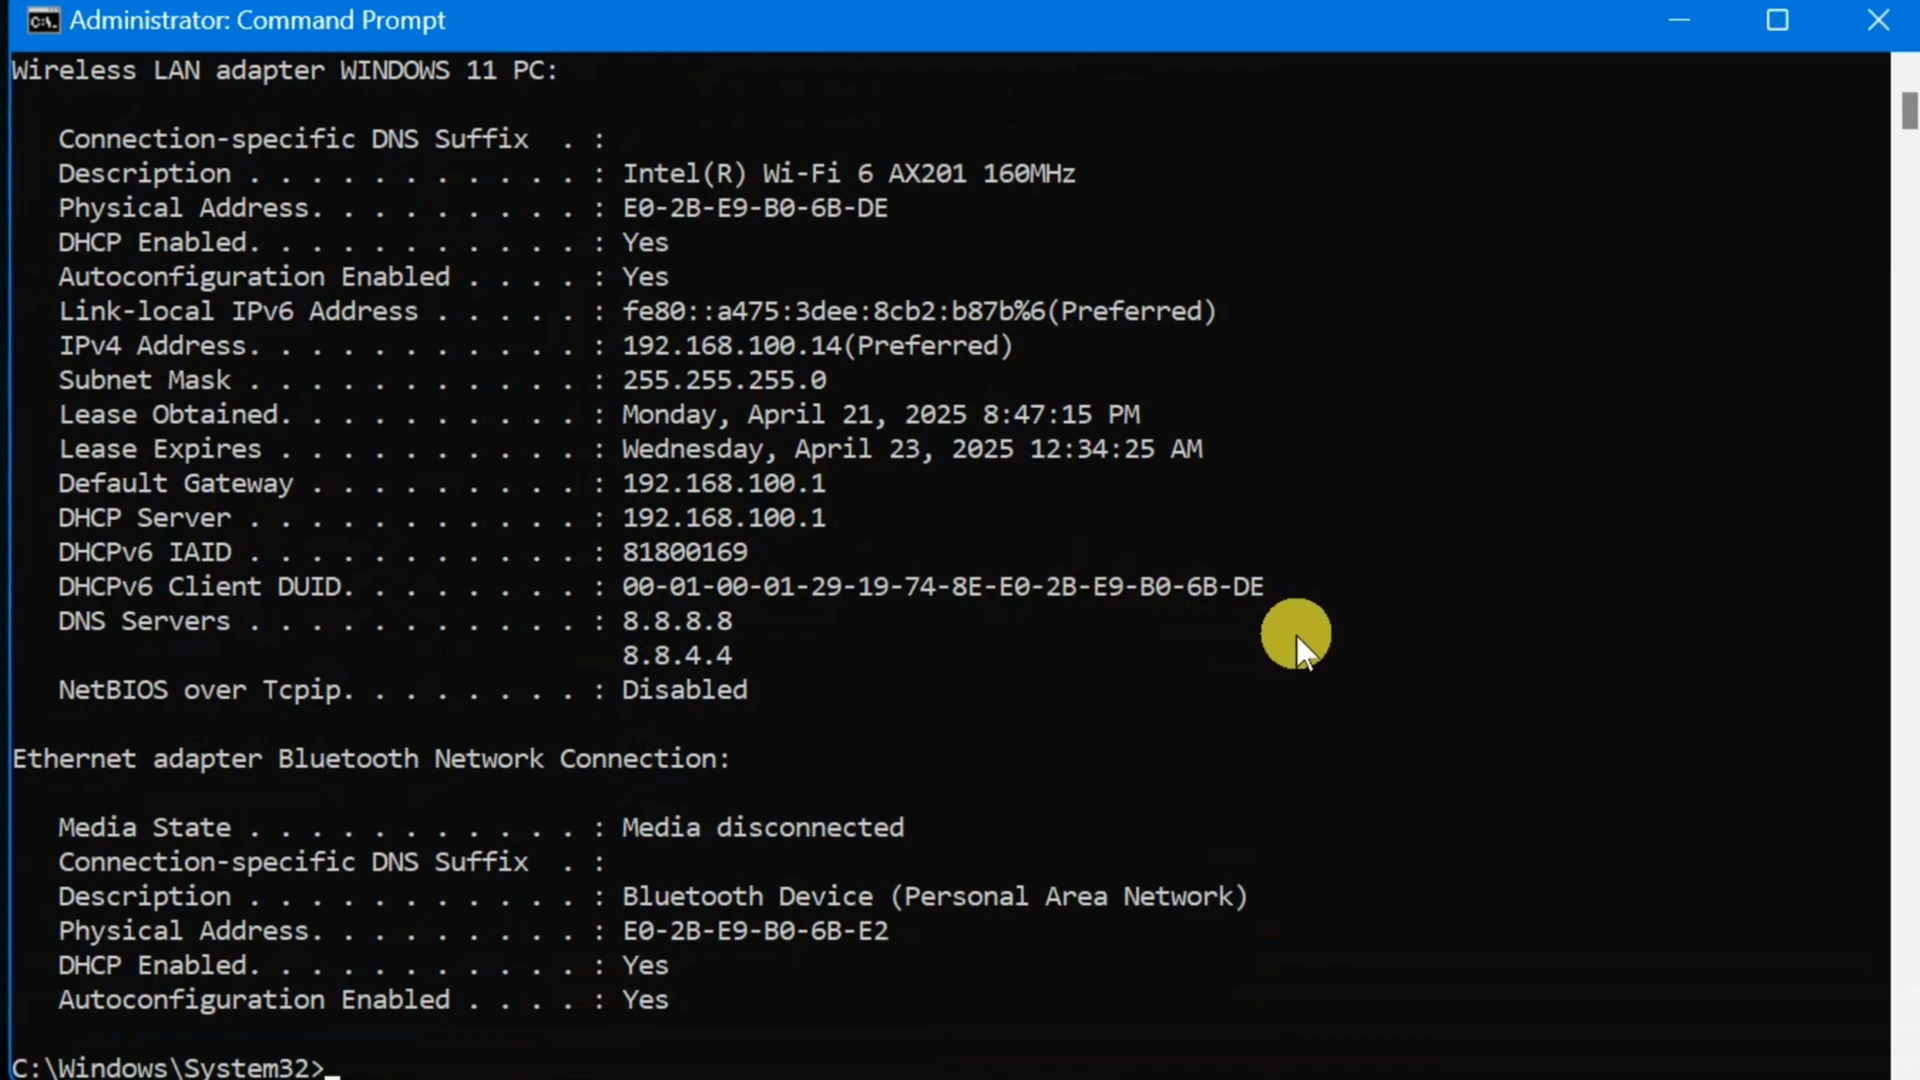 Administrator: Command Prompt
Wireless LAN adapter WINDOWS 11 PC:
Connection-specific DNS Suffix  . :
Description . . . . . . . . . . . : Intel(R) Wi-Fi 6 AX201 160MHz
Physical Address. . . . . . . . . : E0-2B-E9-B0-6B-DE
DHCP Enabled. . . . . . . . . . . : Yes
Autoconfiguration Enabled . . . . : Yes
Link-local IPv6 Address . . . . . : fe80::a475:3dee:8cb2:b87b%6(Preferred)
IPv4 Address. . . . . . . . . . . : 192.168.100.14(Preferred)
Subnet Mask . . . . . . . . . . . : 255.255.255.0
Lease Obtained. . . . . . . . . . : Monday, April 21, 2025 8:47:15 PM
Lease Expires . . . . . . . . . . : Wednesday, April 23, 2025 12:34:25 AM
Default Gateway . . . . . . . . . : 192.168.100.1
DHCP Server . . . . . . . . . . . : 192.168.100.1
DHCPv6 IAID . . . . . . . . . . . : 81800169
DHCPv6 Client DUID. . . . . . . . : 00-01-00-01-29-19-74-8E-E0-2B-E9-B0-6B-DE
DNS Servers . . . . . . . . . . . : 8.8.8.8
8.8.4.4
NetBIOS over Tcpip. . . . . . . . : Disabled
Ethernet adapter Bluetooth Network Connection:
Media State . . . . . . . . . . . : Media disconnected
Connection-specific DNS Suffix  . :
Description . . . . . . . . . . . : Bluetooth Device (Personal Area Network)
Physical Address. . . . . . . . . : E0-2B-E9-B0-6B-E2
DHCP Enabled. . . . . . . . . . . : Yes
Autoconfiguration Enabled . . . . : Yes
C:\Windows\System32>